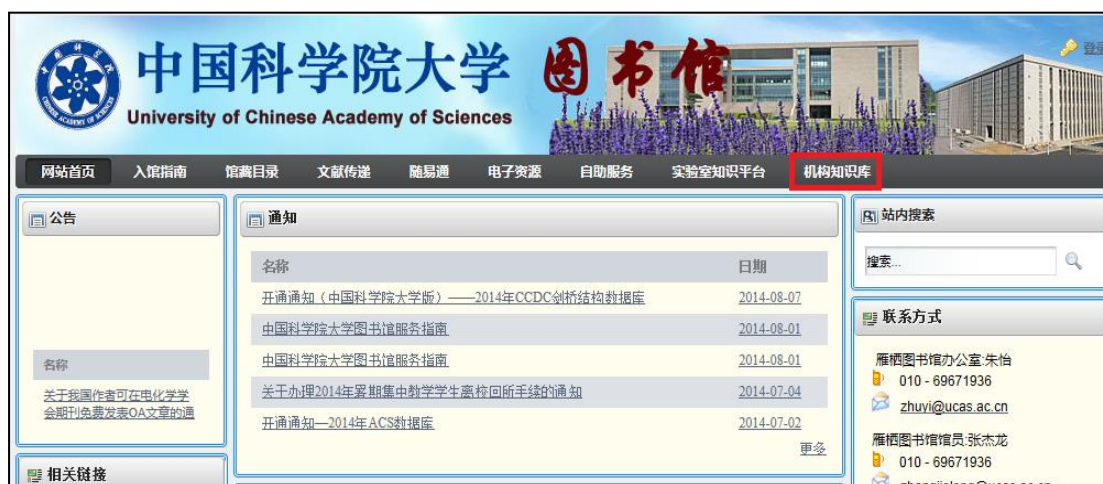 中国科学院大学 图书馆
University of Chinese Academy of Sciences
登录
网站首页 入馆指南 馆藏目录 文献传递 随易通 电子资源 自助服务 实验室知识平台 机构知识库
公告
名称
关于我国作者可在电化学学
会期刊免费发表OA文章的通
相关链接
通知
名称 日期
开通通知（中国科学院大学版）——2014年CCDC剑桥结构数据库 2014-08-07
中国科学院大学图书馆服务指南 2014-08-01
中国科学院大学图书馆服务指南 2014-08-01
关于办理2014年暑期集中教学学生离校回所手续的通知 2014-07-04
开通通知—2014年ACS数据库 2014-07-02
更多
站内搜索
搜索...
联系方式
雁栖图书馆办公室:朱怡
010 - 69671936
zhuyi@ucas.ac.cn
雁栖图书馆馆员:张杰龙
010 - 69671936